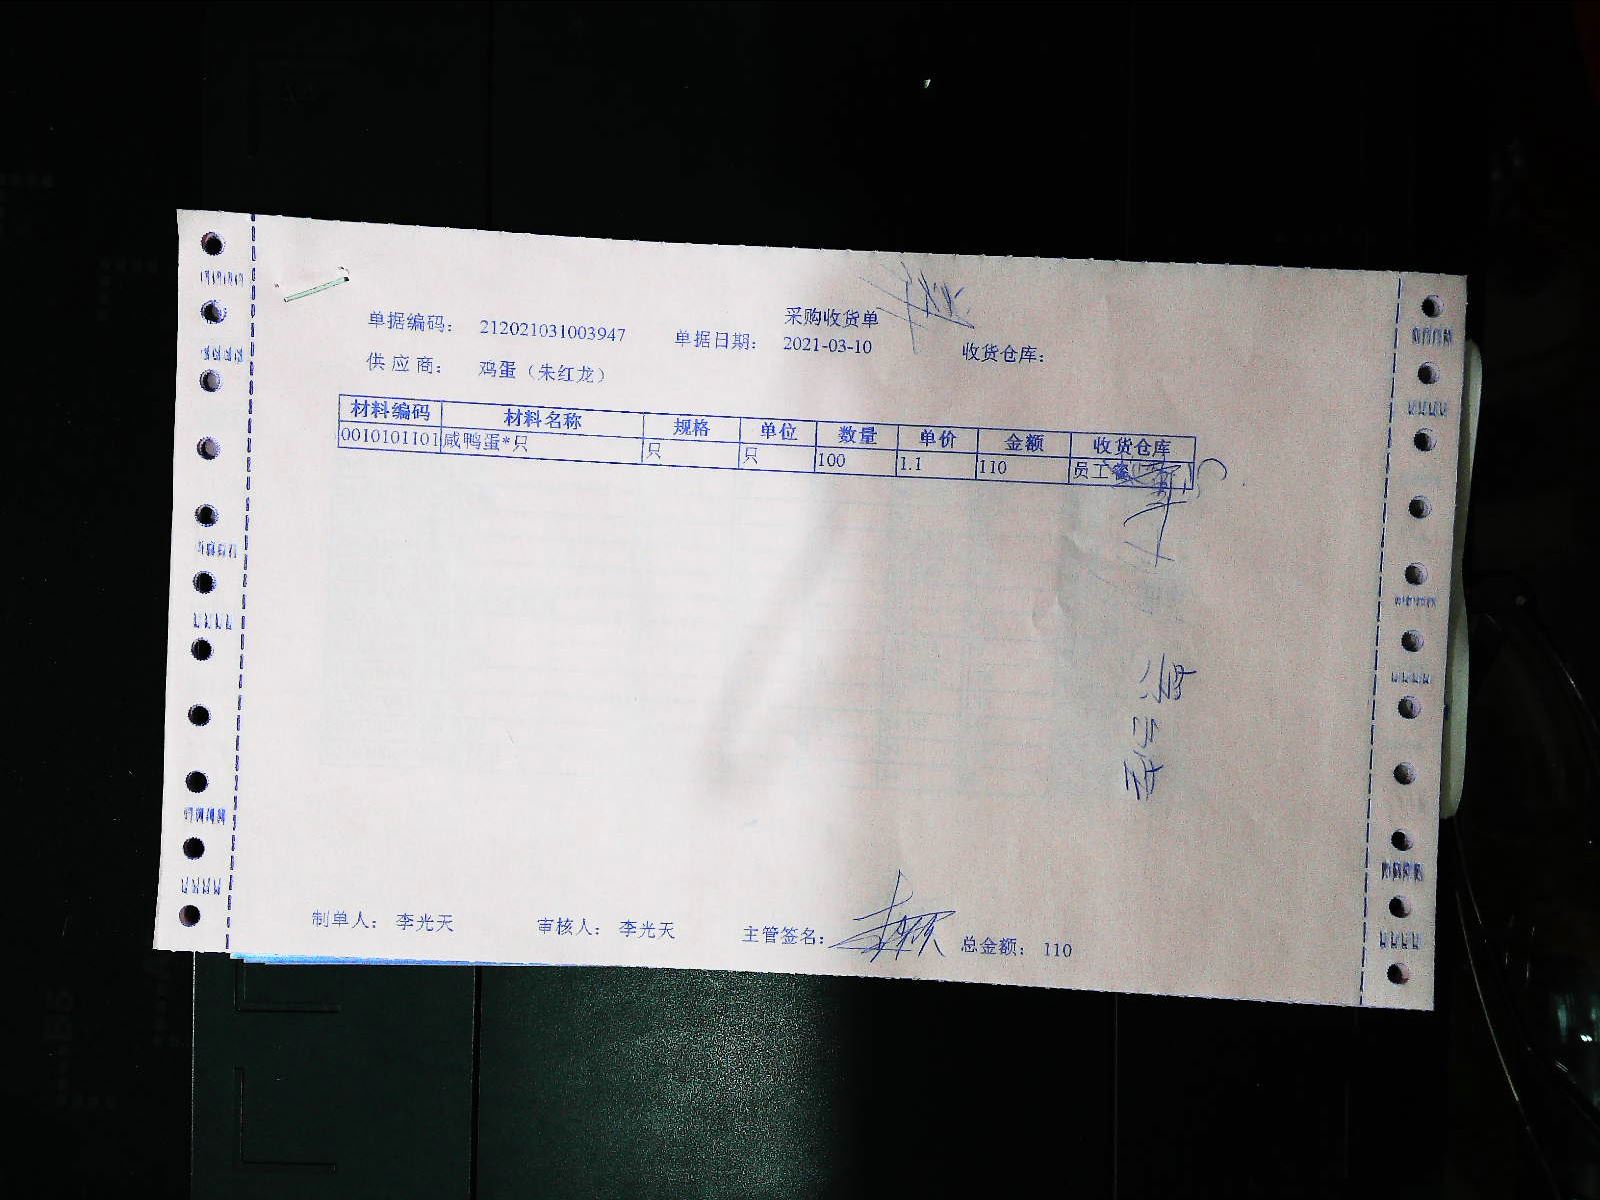 采购收货单
单据编码: 212021031003947 单据日期: 2021-03-10 收货仓库:
供应商: 鸡蛋（朱红龙）
材料编码 材料名称 规格 单位 数量 单价 金额 收货仓库
0010101101 咸鸭蛋*只 只 只 100 1.1 110 员工餐
制单人: 李光天 审核人: 李光天 主管签名: 总金额: 110